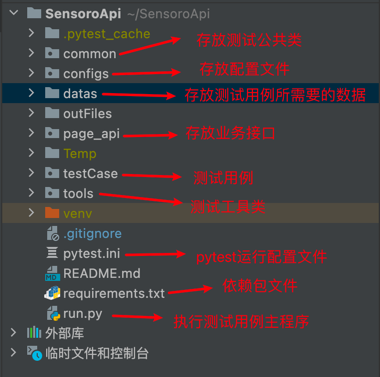 SensoroApi ~/SensoroApi
.pytest_cache
common 存放测试公共类
configs 存放配置文件
datas 存放测试用例所需要的数据
outFiles
page_api 存放业务接口
Temp
testCase 测试用例
tools 测试工具类
venv
.gitignore
pytest.ini pytest运行配置文件
MD README.md
requirements.txt 依赖包文件
run.py 执行测试用例主程序
外部库
临时文件和控制台